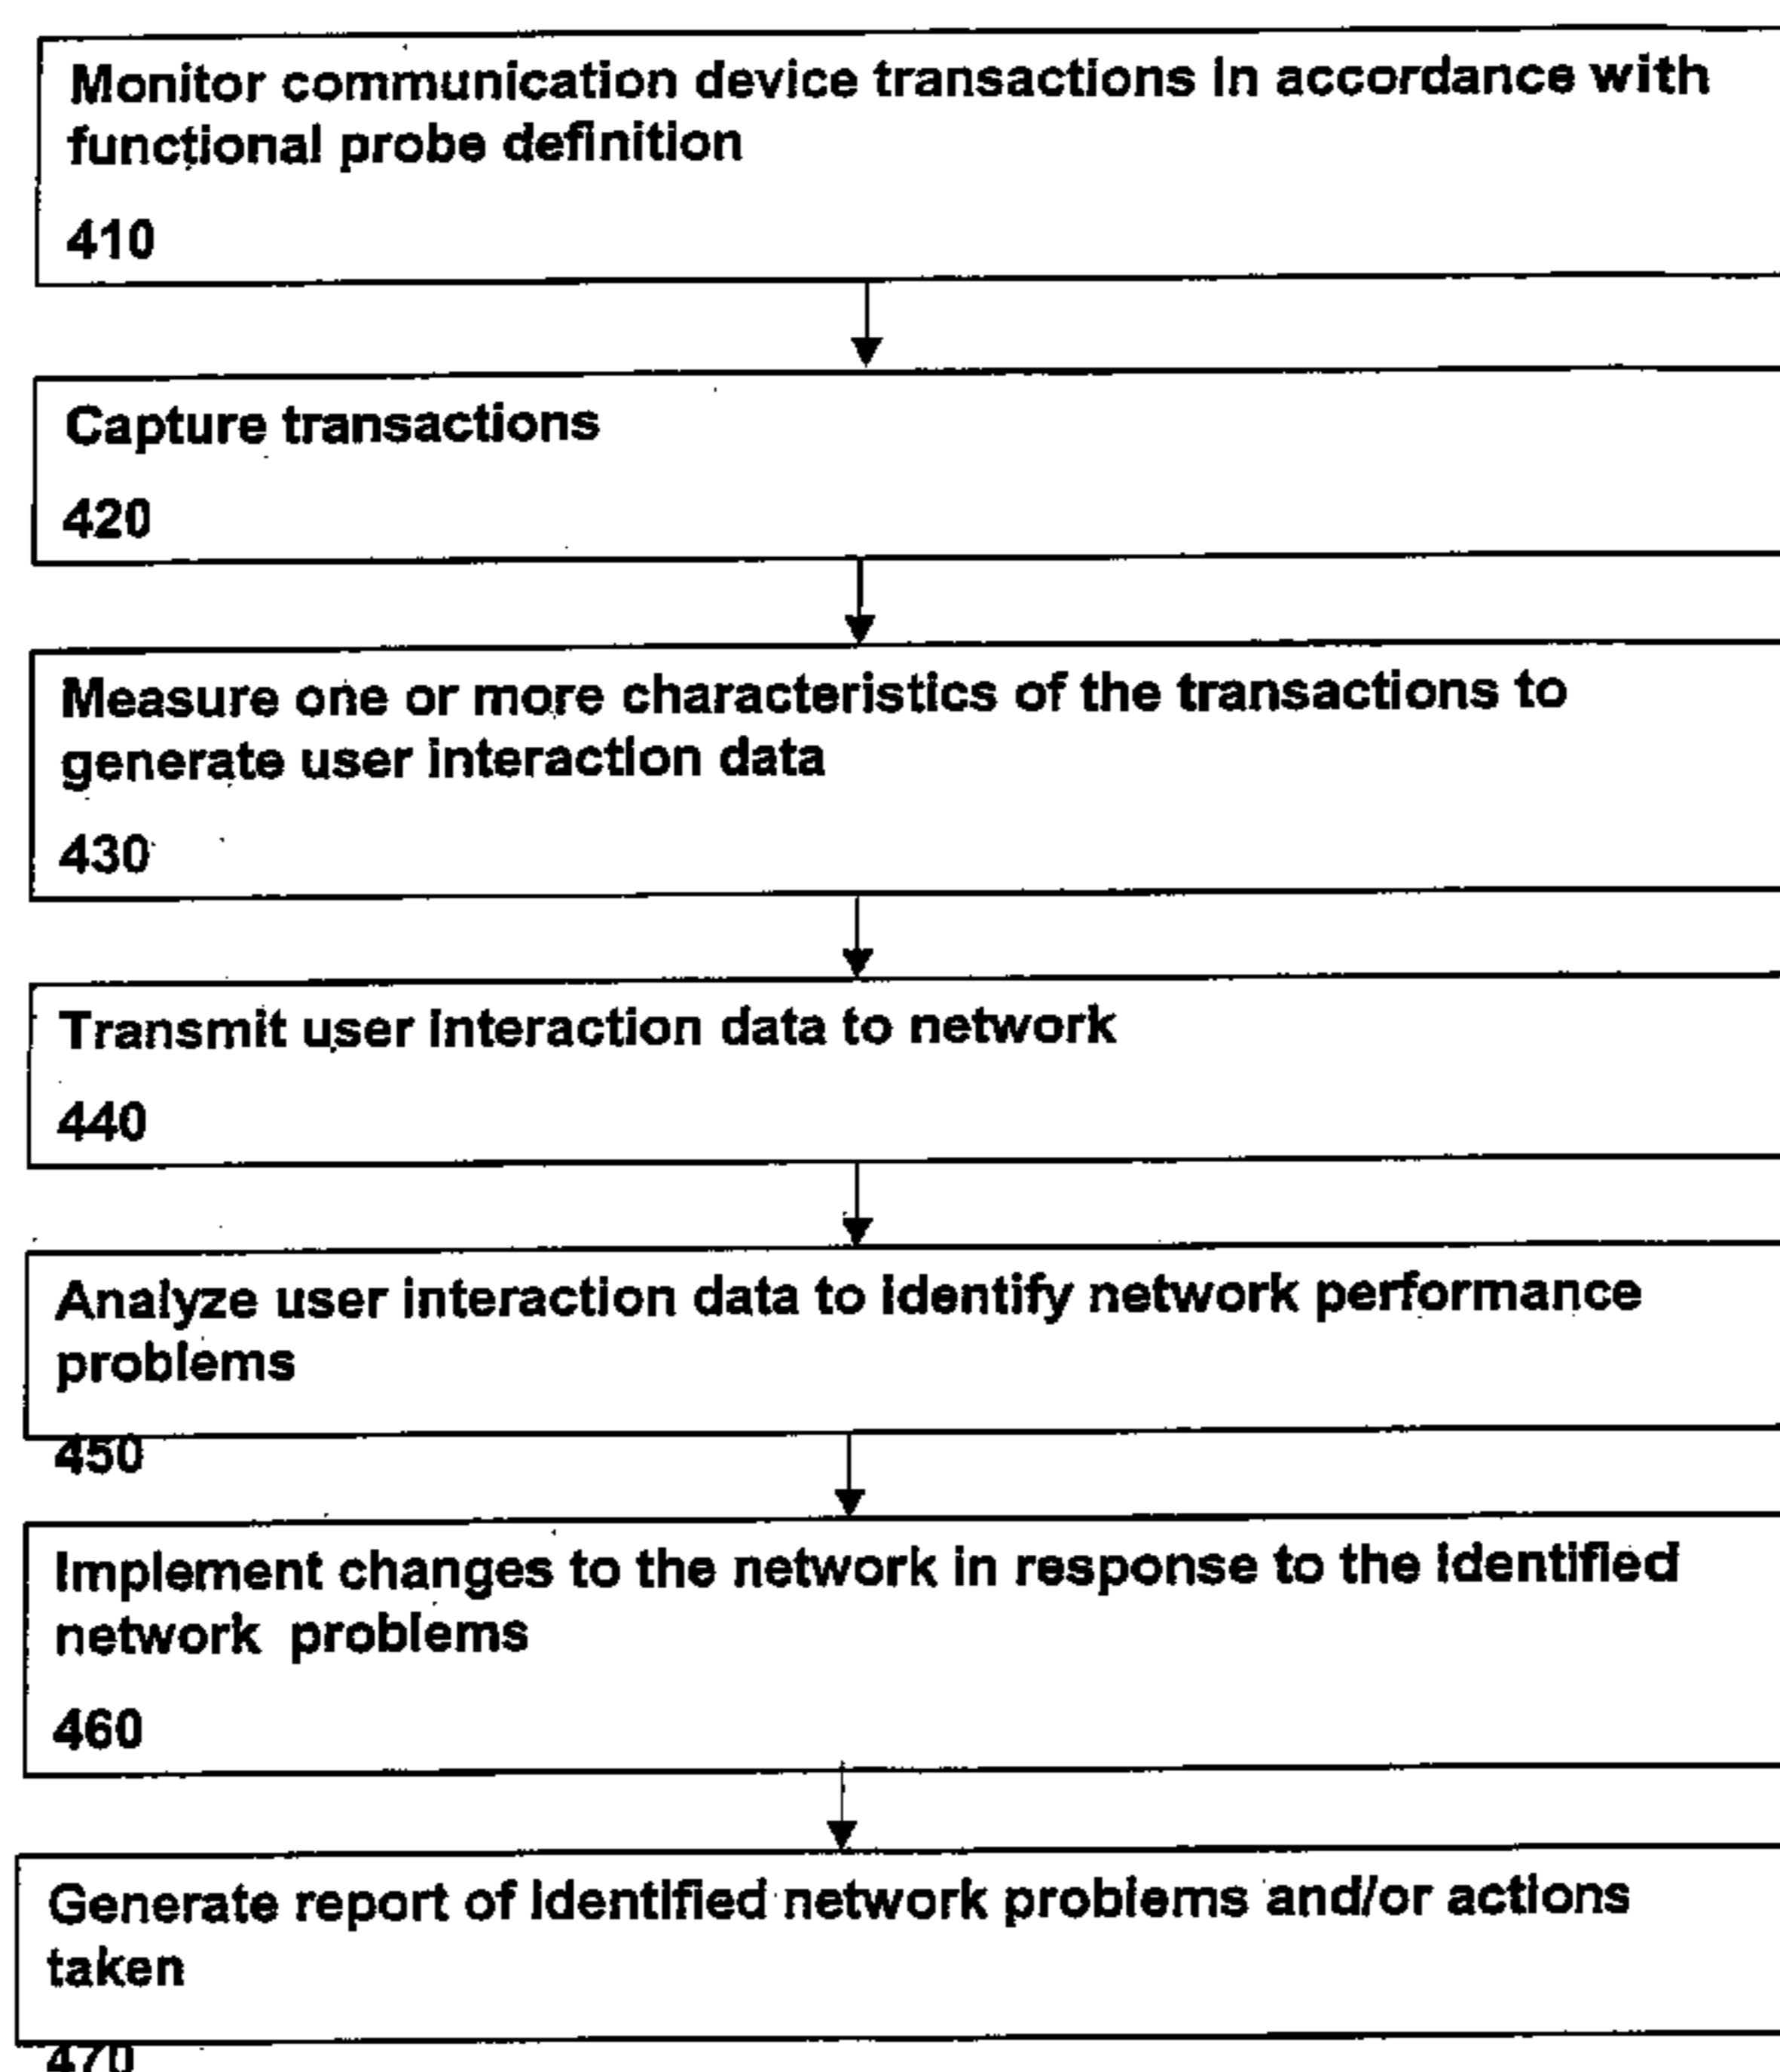 Monitor communication device transactions in accordance with
functional probe definition
410
Capture transactions
420
Measure one or more characteristics of the transactions to
generate user interaction data
430
Transmit user interaction data to network
440
Analyze user interaction data to identify network performance
problems
450
Implement changes to the network in response to the identified
network problems
460
Generate report of identified network problems and/or actions
taken
470